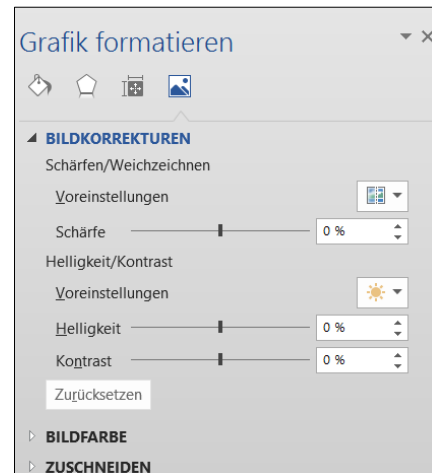 Grafik formatieren
BILDKORREKTUREN
Schärfen/Weichzeichnen
Voreinstellungen
Schärfe 0 %
Helligkeit/Kontrast
Voreinstellungen
Helligkeit 0 %
Kontrast 0 %
Zurücksetzen
BILDFARBE
ZUSCHNEIDEN